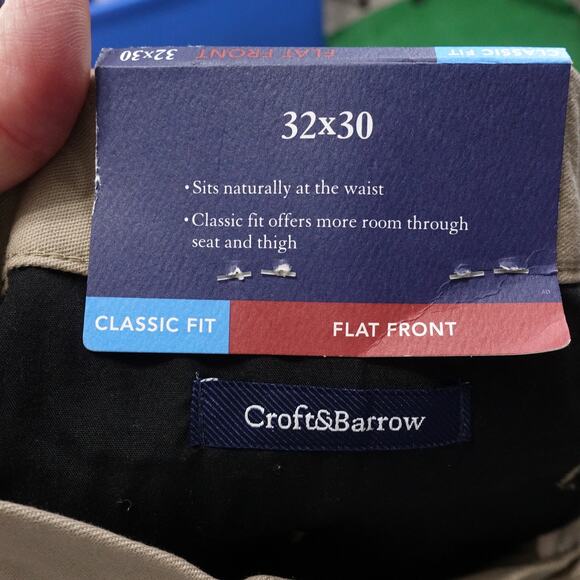 32x30 FLAT FRONT CLASSIC FIT
32x30
•Sits naturally at the waist
•Classic fit offers more room through
seat and thigh
CLASSIC FIT FLAT FRONT
Croft&Barrow